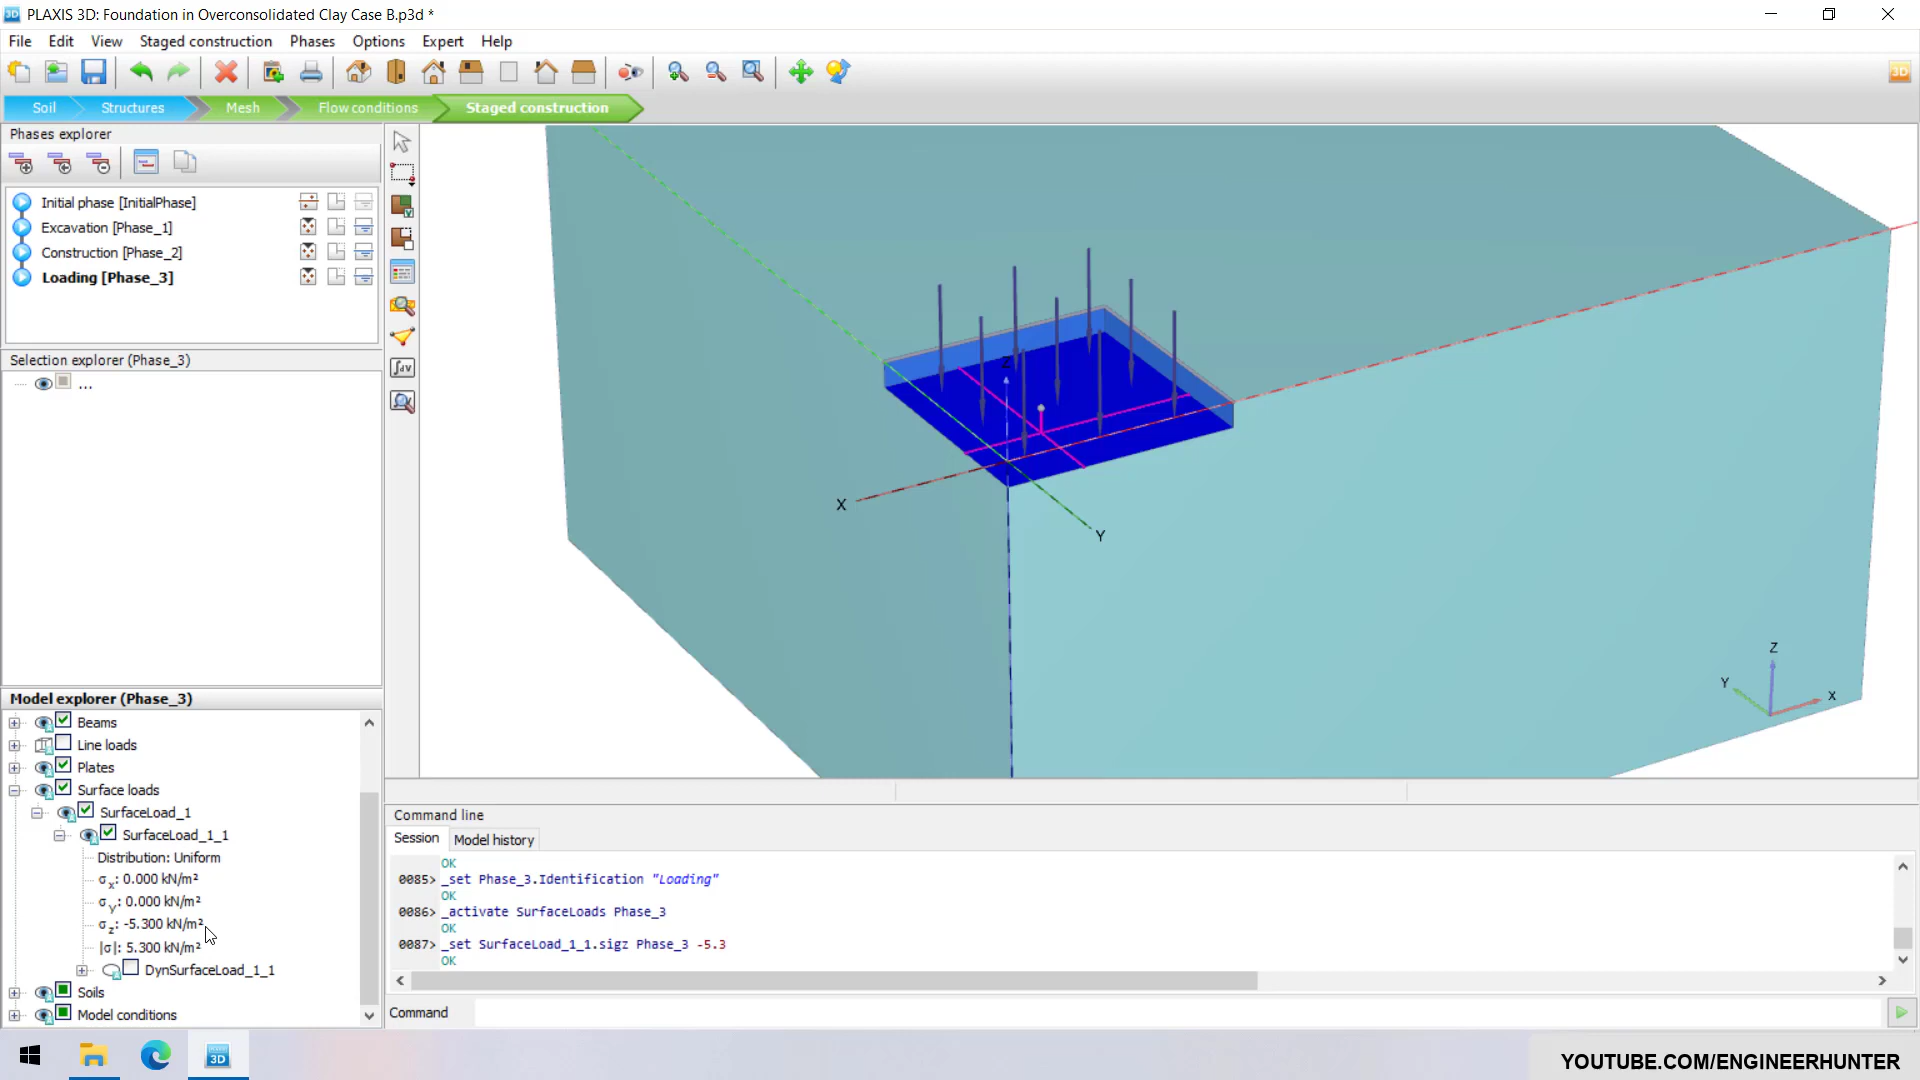 PLAXIS 3D: Foundation in Overconsolidated Clay Case B.p3d *
File Edit View Staged construction Phases Options Expert Help
3D
Soil Structures Mesh Flow conditions Staged construction
Phases explorer
Initial phase [InitialPhase]
Excavation [Phase_1]
Construction [Phase_2]
Loading [Phase_3]
Selection explorer (Phase_3)
...
Model explorer (Phase_3)
Beams
Line loads
Plates
Surface loads
SurfaceLoad_1
SurfaceLoad_1_1
Distribution: Uniform
σx: 0.000 kN/m²
σy: 0.000 kN/m²
σz: -5.300 kN/m²
|σ|: 5.300 kN/m²
DynSurfaceLoad_1_1
Soils
Model conditions
Z
X
Y
Z
Y
X
Command line
Session Model history
OK
0085> _set Phase_3.Identification "Loading"
OK
0086> _activate SurfaceLoads Phase_3
OK
0087> _set SurfaceLoad_1_1.sigz Phase_3 -5.3
OK
Command
3D
YOUTUBE.COM/ENGINEERHUNTER